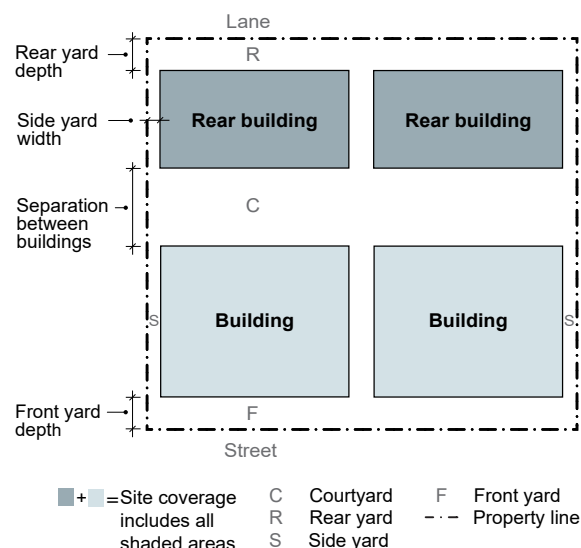 Lane
Rear yard
depth
R
Side yard
width
Rear building
Rear building
Separation
between
buildings
C
S
Building
Building
S
Front yard
depth
F
Street
+ = Site coverage
includes all
shaded areas
C Courtyard
R Rear yard
S Side yard
F Front yard
Property line